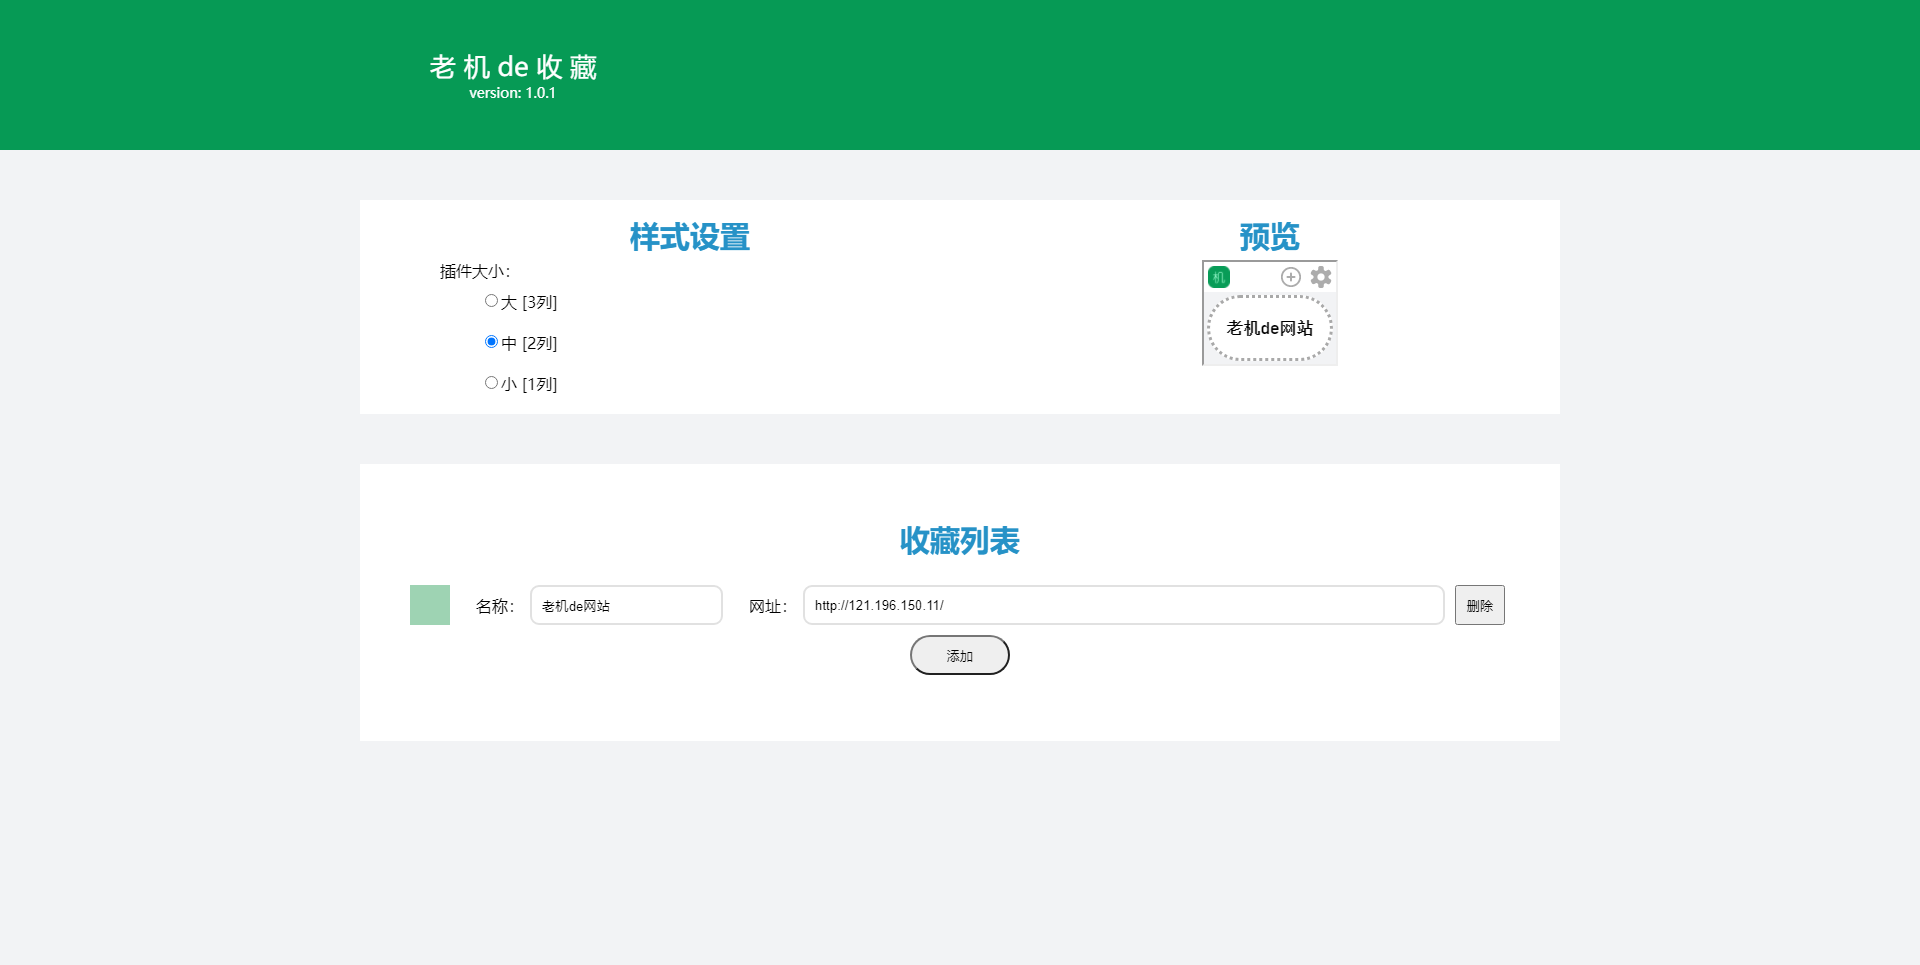 老 机 de 收 藏
version: 1.0.1
样式设置
插件大小：
大 [3列]
中 [2列]
小 [1列]
预览
机
老机de网站
收藏列表
名称： 老机de网站 网址： http://121.196.150.11/ 删除
添加